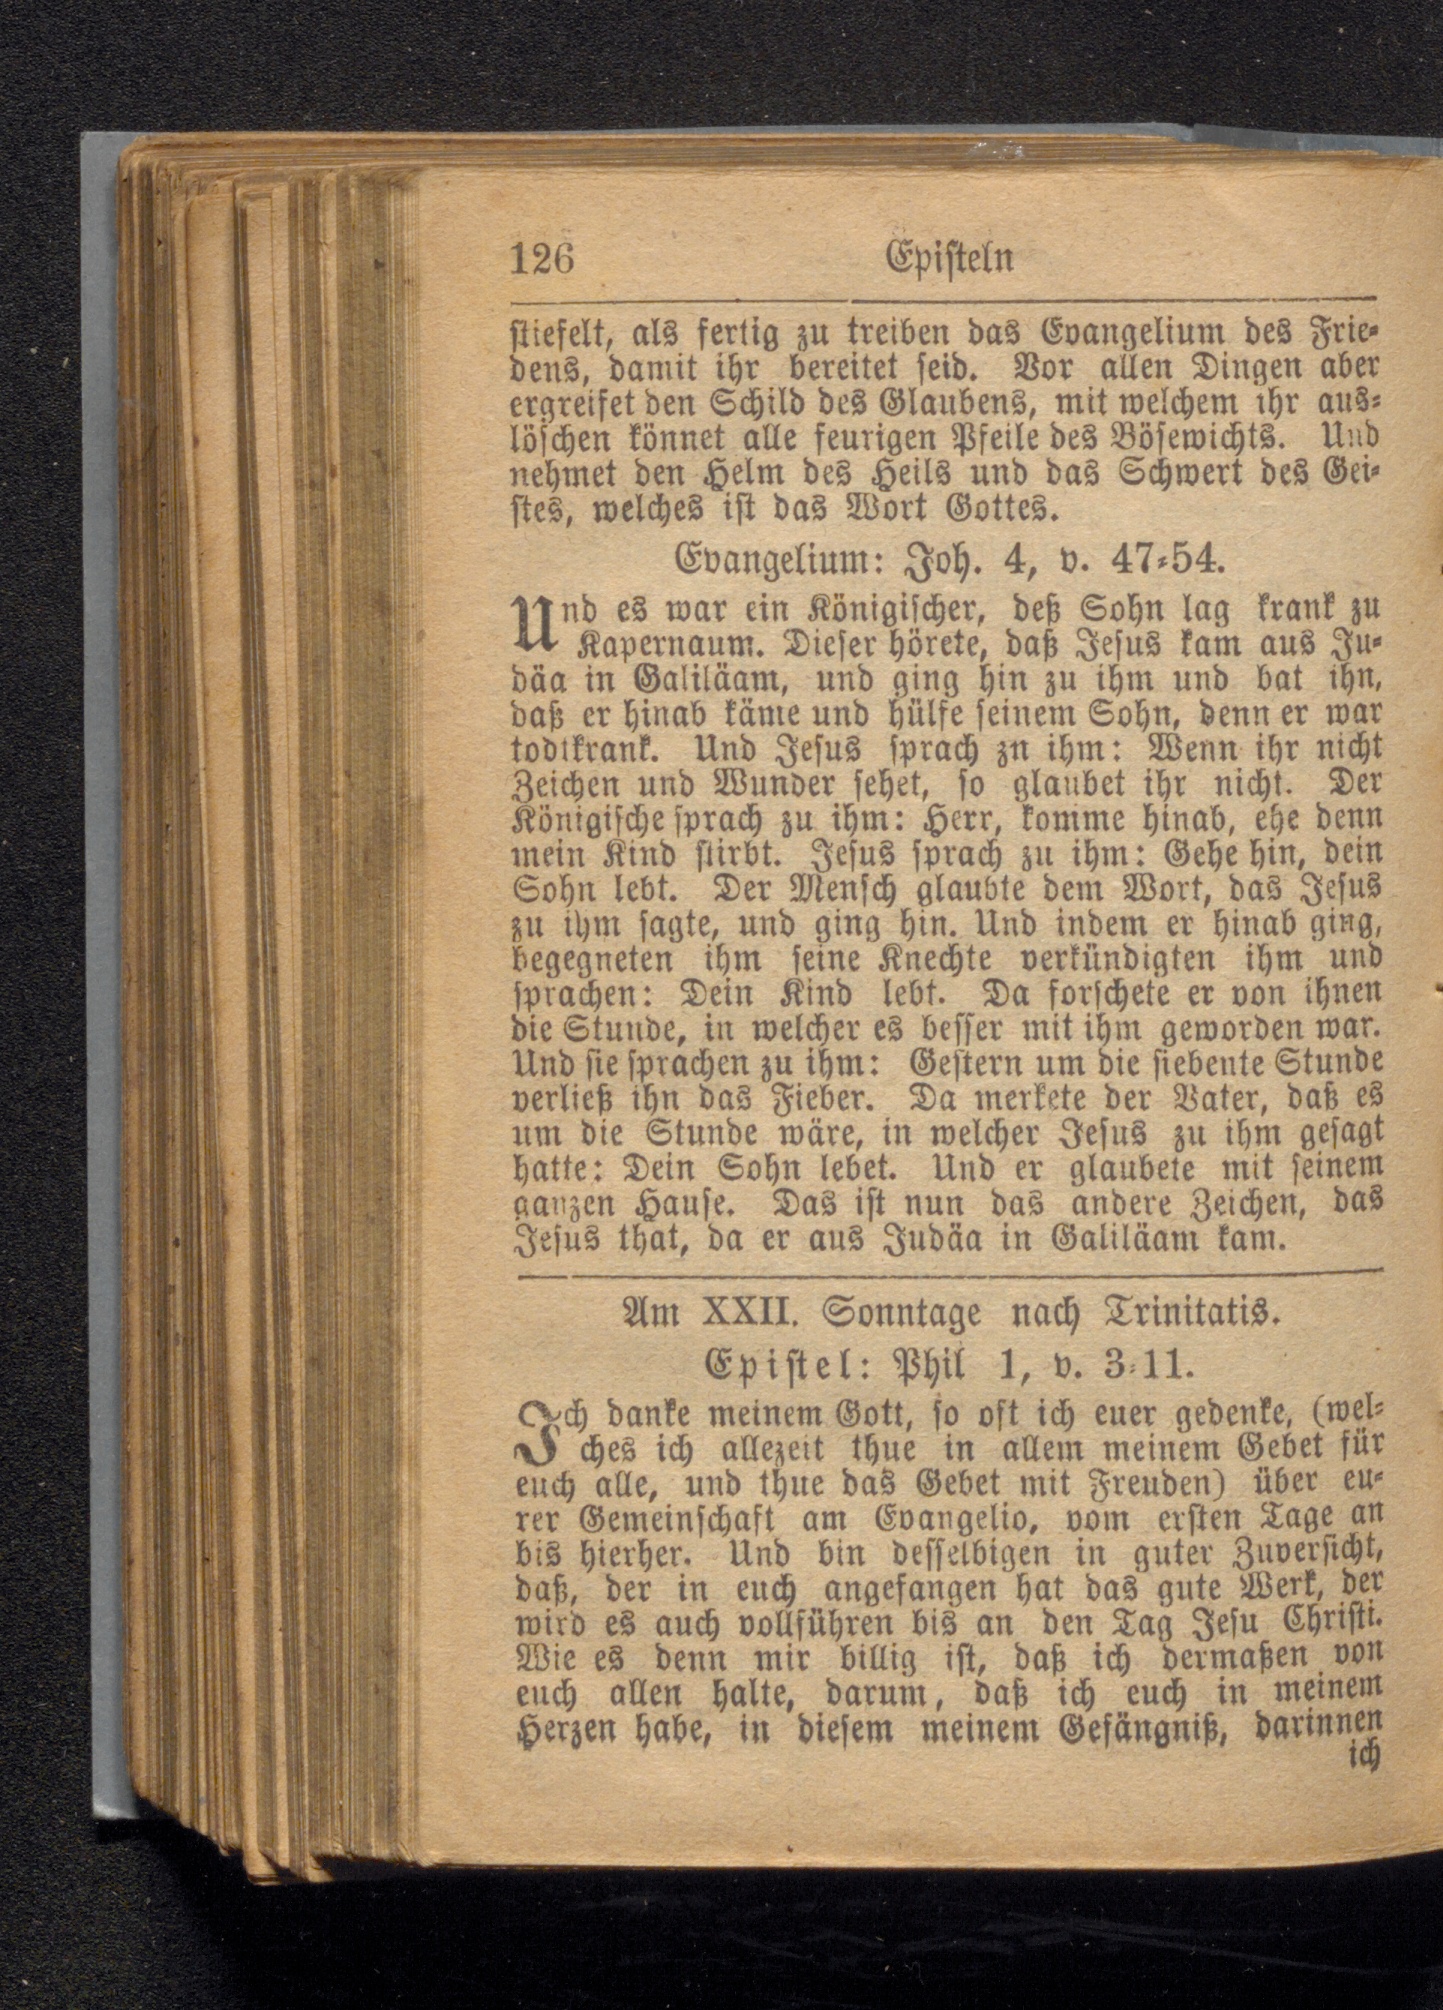 126 Episteln
stiefelt, als fertig zu treiben das Evangelium des Frie-
dens, damit ihr bereitet seid. Vor allen Dingen aber
ergreifet den Schild des Glaubens, mit welchem ihr aus-
löschen könnet alle feurigen Pfeile des Bösewichts. Und
nehmet den Helm des Heils und das Schwert des Gei-
stes, welches ist das Wort Gottes.
Evangelium: Joh. 4, v. 47-54.
Und es war ein Königischer, deß Sohn lag krank zu
Kapernaum. Dieser hörete, daß Jesus kam aus Ju-
däa in Galiläam, und ging hin zu ihm und bat ihn,
daß er hinab käme und hülfe seinem Sohn, denn er war
todtkrank. Und Jesus sprach zn ihm: Wenn ihr nicht
Zeichen und Wunder sehet, so glaubet ihr nicht. Der
Königische sprach zu ihm: Herr, komme hinab, ehe denn
mein Kind stirbt. Jesus sprach zu ihm: Gehe hin, dein
Sohn lebt. Der Mensch glaubte dem Wort, das Jesus
zu ihm sagte, und ging hin. Und indem er hinab ging,
begegneten ihm seine Knechte verkündigten ihm und
sprachen: Dein Kind lebt. Da forschete er von ihnen
die Stunde, in welcher es besser mit ihm geworden war.
Und sie sprachen zu ihm: Gestern um die siebente Stunde
verließ ihn das Fieber. Da merkete der Vater, daß es
um die Stunde wäre, in welcher Jesus zu ihm gesagt
hatte: Dein Sohn lebet. Und er glaubete mit seinem
ganzen Hause. Das ist nun das andere Zeichen, das
Jesus that, da er aus Judäa in Galiläam kam.
Am XXII. Sonntage nach Trinitatis.
Epistel: Phil 1, v. 3-11.
Ich danke meinem Gott, so oft ich euer gedenke, (wel-
ches ich allezeit thue in allem meinem Gebet für
euch alle, und thue das Gebet mit Freuden) über eu-
rer Gemeinschaft am Evangelio, vom ersten Tage an
bis hierher. Und bin desselbigen in guter Zuversicht,
daß, der in euch angefangen hat das gute Werk, der
wird es auch vollführen bis an den Tag Jesu Christi.
Wie es denn mir billig ist, daß ich dermaßen von
euch allen halte, darum, daß ich euch in meinem
Herzen habe, in diesem meinem Gefängniß, darinnen
ich